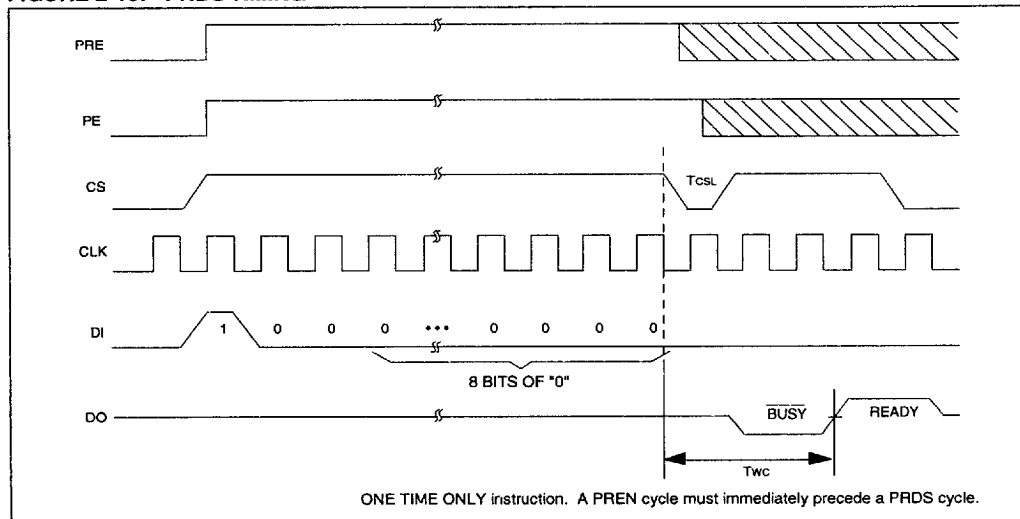 PRE
PE
CS
TCSL
CLK
DI
1 0 0 0 ••• 0 0 0 0
8 BITS OF "0"
DO
BUSY
READY
TWC
ONE TIME ONLY instruction. A PREN cycle must immediately precede a PRDS cycle.